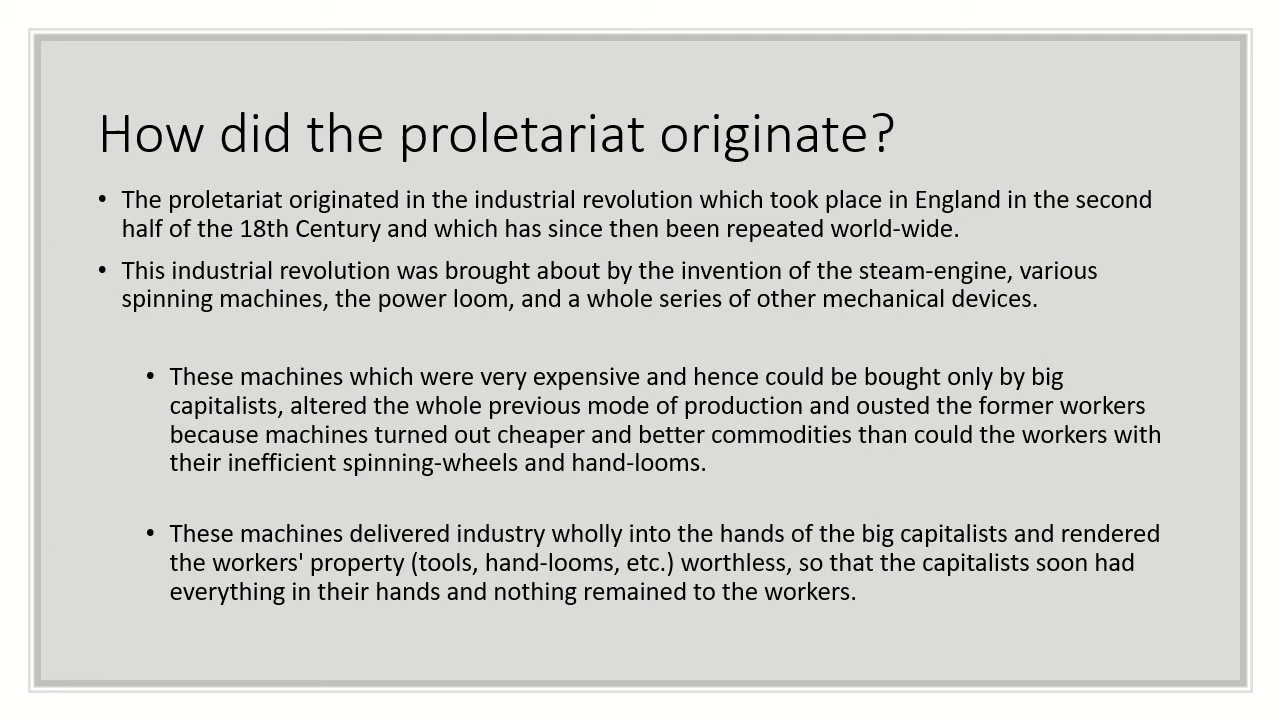 How did the proletariat originate?
• The proletariat originated in the industrial revolution which took place in England in the second
half of the 18th Century and which has since then been repeated world-wide.
• This industrial revolution was brought about by the invention of the steam-engine, various
spinning machines, the power loom, and a whole series of other mechanical devices.
• These machines which were very expensive and hence could be bought only by big
capitalists, altered the whole previous mode of production and ousted the former workers
because machines turned out cheaper and better commodities than could the workers with
their inefficient spinning-wheels and hand-looms.
• These machines delivered industry wholly into the hands of the big capitalists and rendered
the workers' property (tools, hand-looms, etc.) worthless, so that the capitalists soon had
everything in their hands and nothing remained to the workers.